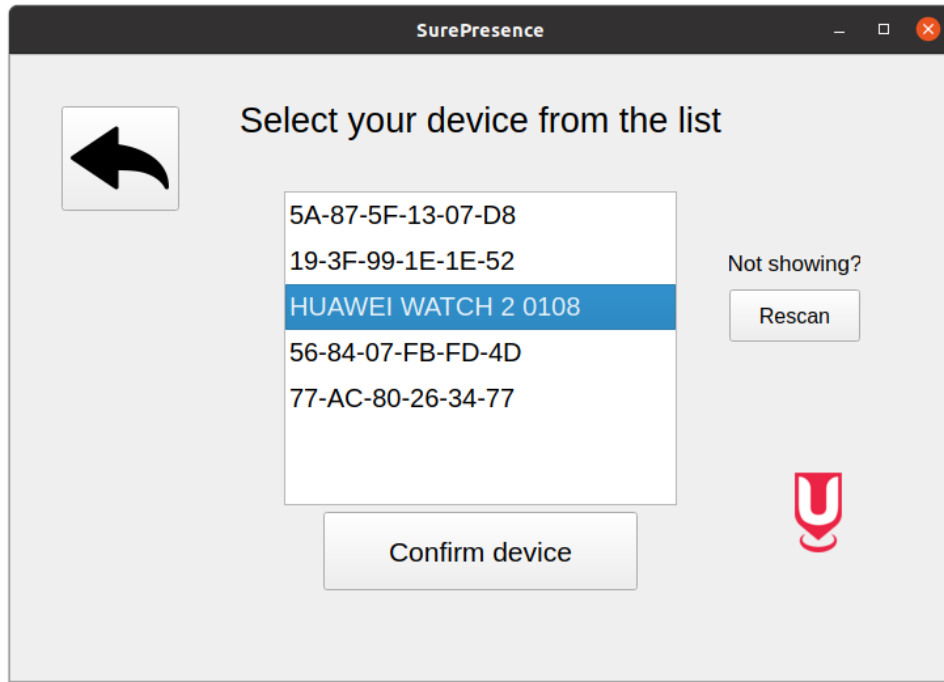 SurePresence
Select your device from the list
5A-87-5F-13-07-D8
19-3F-99-1E-1E-52
HUAWEI WATCH 2 0108
56-84-07-FB-FD-4D
77-AC-80-26-34-77
Not showing?
Rescan
Confirm device